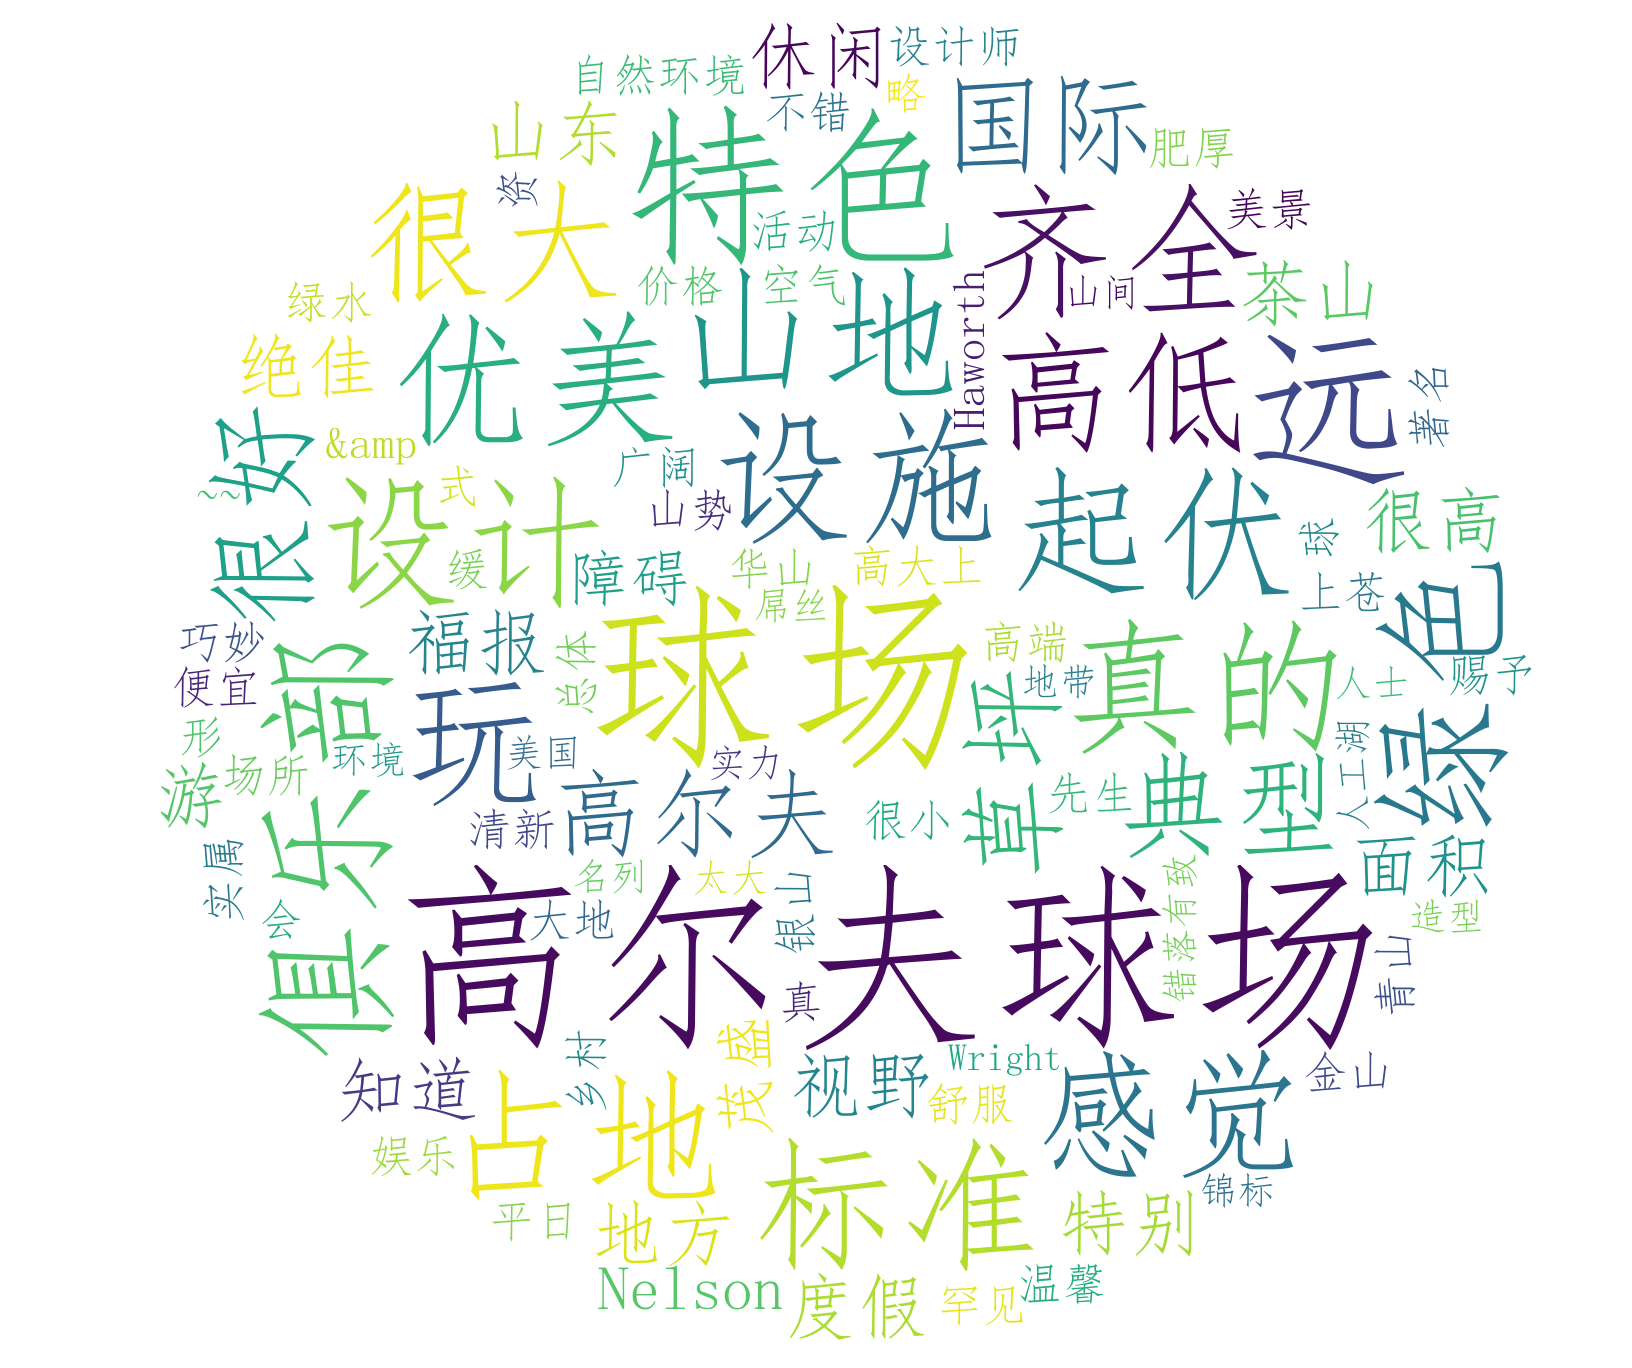 休闲
设计师
自然环境
不错
略
国际
山东
特色
肥厚
资
很大
活动
齐全
美景
价格
空气
山间
茶山
绿水
优美
山地
Haworth
高低
远
著名
绝佳
很好
&amp
广阔
设施
~~
设计
式
山势
起伏
球
很高
缓
障碍
华山
高大上
上苍
绿色
屌丝
巧妙
福报
总体
球场
高端
真的
人士
赐予
便宜
俱乐部
玩
草坪
地带
形
环境
美国
实力
人工湖
游
场所
高尔夫
先生
典型
清新
很小
面积
实属
名列
太大
错落有致
会
大地
银山
高尔夫球场
造型
真
青山
知道
乡村
茂盛
视野
Wright
感觉
金山
占地
舒服
娱乐
标准
锦标
平日
地方
特别
Nelson
度假
罕见
温馨